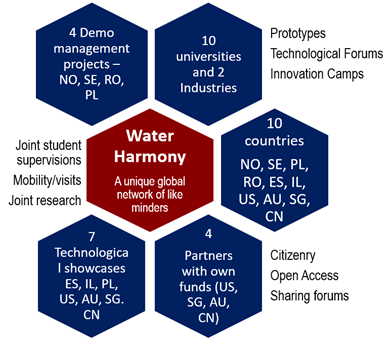 4 Demo
management
projects –
NO, SE, RO,
PL
10
universities
and 2
Industries
Prototypes
Technological Forums
Innovation Camps
Joint student
supervisions
Mobility/visits
Joint research
Water
Harmony
A unique global
network of like
minders
10
countries
NO, SE, PL,
RO, ES, IL,
US, AU, SG,
CN
7
Technologica
l showcases
ES, IL, PL,
US, AU, SG.
CN
4
Partners
with own
funds (US,
SG, AU,
CN)
Citizenry
Open Access
Sharing forums